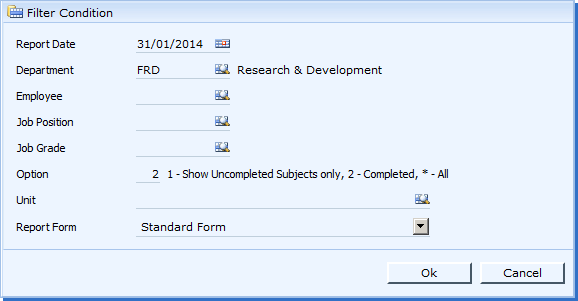 Filter Condition
Report Date 31/01/2014
Department FRD Research & Development
Employee
Job Position
Job Grade
Option 2 1 - Show Uncompleted Subjects only, 2 - Completed, * - All
Unit
Report Form Standard Form
Ok Cancel